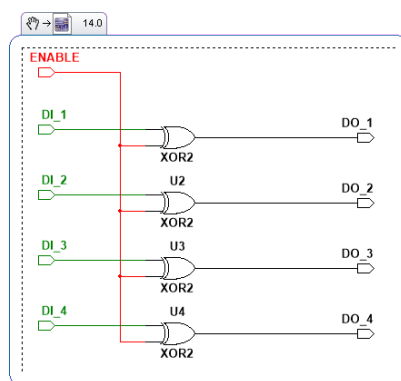 14.0
ENABLE
DI_1
DO_1
XOR2
DI_2
U2
DO_2
XOR2
DI_3
U3
DO_3
XOR2
DI_4
U4
DO_4
XOR2